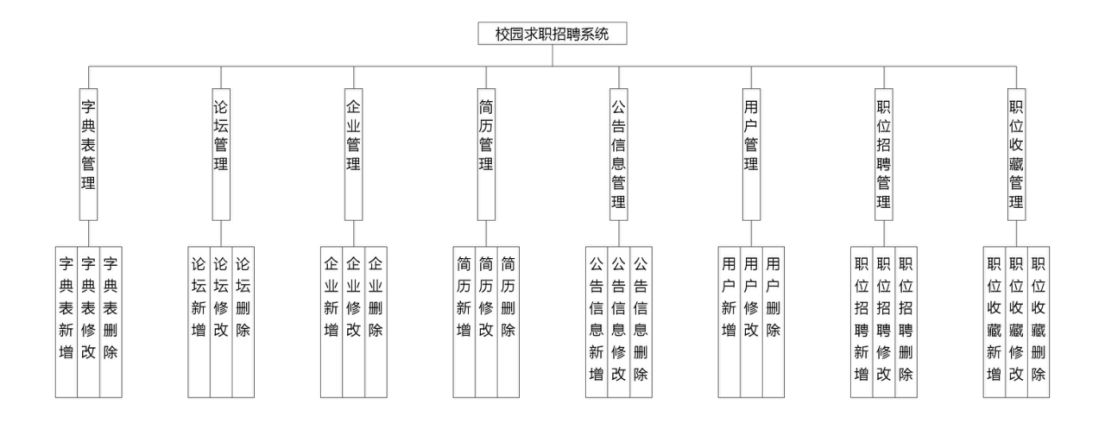 校园求职招聘系统
字典表管理
论坛管理
企业管理
简历管理
公告信息管理
用户管理
职位招聘管理
职位收藏管理
字典表新增
字典表修改
字典表删除
论坛新增
论坛修改
论坛删除
企业新增
企业修改
企业删除
简历新增
简历修改
简历删除
公告信息新增
公告信息修改
公告信息删除
用户新增
用户修改
用户删除
职位招聘新增
职位招聘修改
职位招聘删除
职位收藏新增
职位收藏修改
职位收藏删除